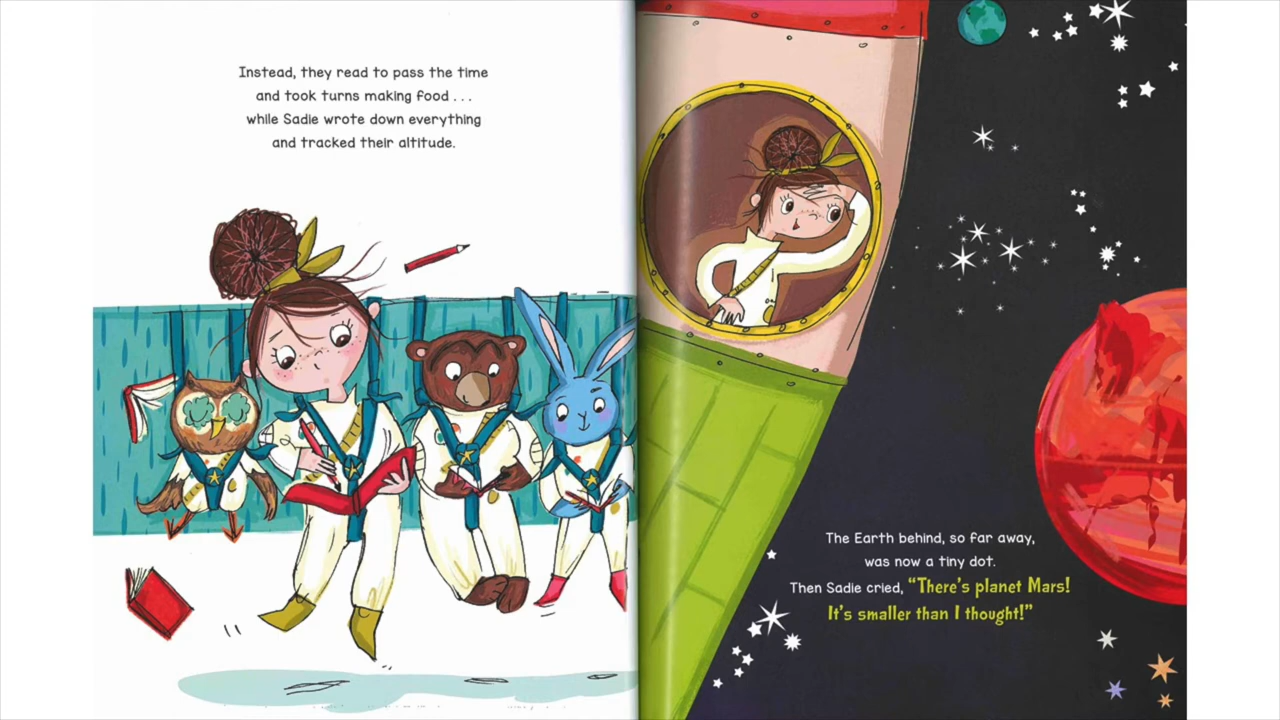 Instead, they read to pass the time
and took turns making food . . .
while Sadie wrote down everything
and tracked their altitude.
The Earth behind, so far away,
was now a tiny dot.
Then Sadie cried, “There’s planet Mars!
It’s smaller than I thought!”